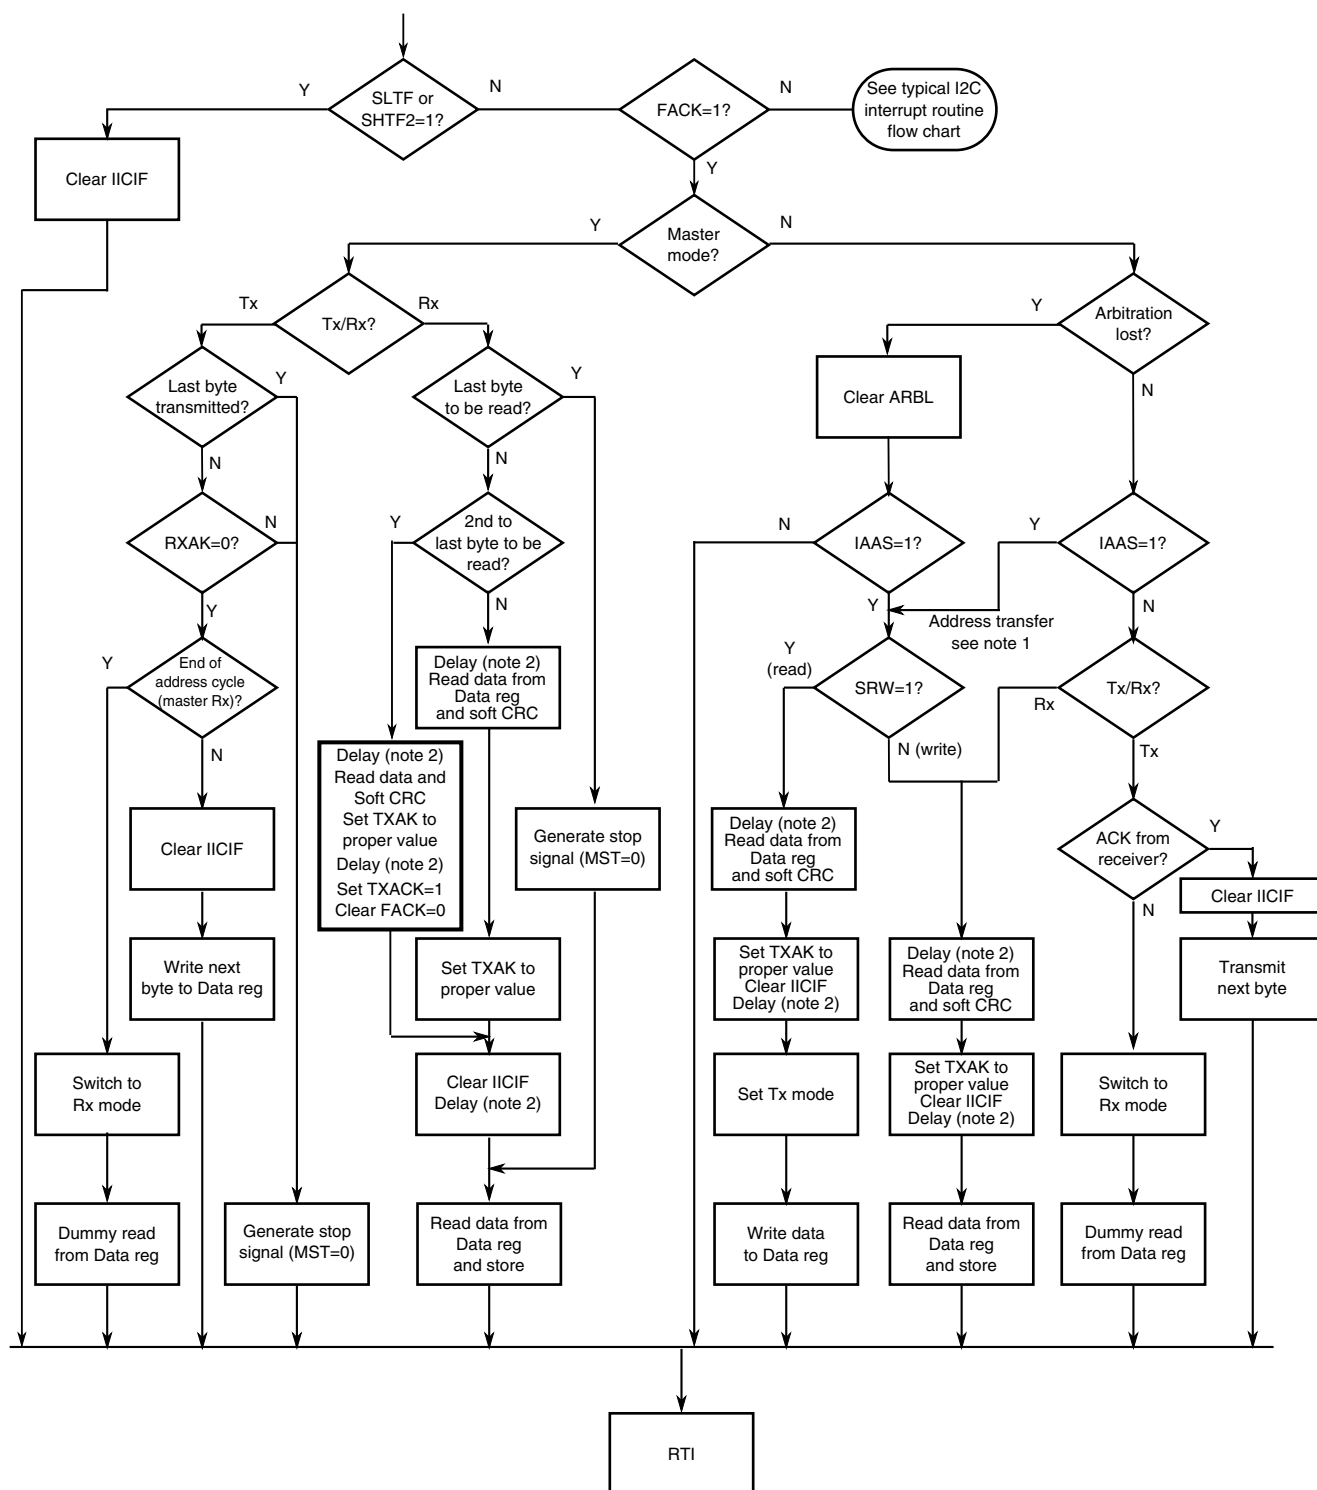 Y
SLTF or
SHTF2=1?
N
FACK=1?
N
See typical I2C
interrupt routine
flow chart
Clear IICIF
Y
Y
Master
mode?
N
Tx
Tx/Rx?
Rx
Y
Arbitration
lost?
Last byte
transmitted?
Y
Last byte
to be read?
Y
Clear ARBL
N
N
N
RXAK=0?
N
Y
2nd to
last byte to be
read?
N
IAAS=1?
Y
IAAS=1?
Y
N
Y
Address transfer
see note 1
N
Y
End of
address cycle
(master Rx)?
Delay (note 2)
Read data from
Data reg
and soft CRC
Y
(read)
SRW=1?
Rx
Tx/Rx?
N
N (write)
Tx
Delay (note 2)
Read data and
Soft CRC
Set TXAK to
proper value
Delay (note 2)
Set TXACK=1
Clear FACK=0
Clear IICIF
Generate stop
signal (MST=0)
Delay (note 2)
Read data from
Data reg
and soft CRC
ACK from
receiver?
Y
N
Clear IICIF
Write next
byte to Data reg
Set TXAK to
proper value
Set TXAK to
proper value
Clear IICIF
Delay (note 2)
Delay (note 2)
Read data from
Data reg
and soft CRC
Transmit
next byte
Switch to
Rx mode
Clear IICIF
Delay (note 2)
Set Tx mode
Set TXAK to
proper value
Clear IICIF
Delay (note 2)
Switch to
Rx mode
Dummy read
from Data reg
Generate stop
signal (MST=0)
Read data from
Data reg
and store
Write data
to Data reg
Read data from
Data reg
and store
Dummy read
from Data reg
RTI